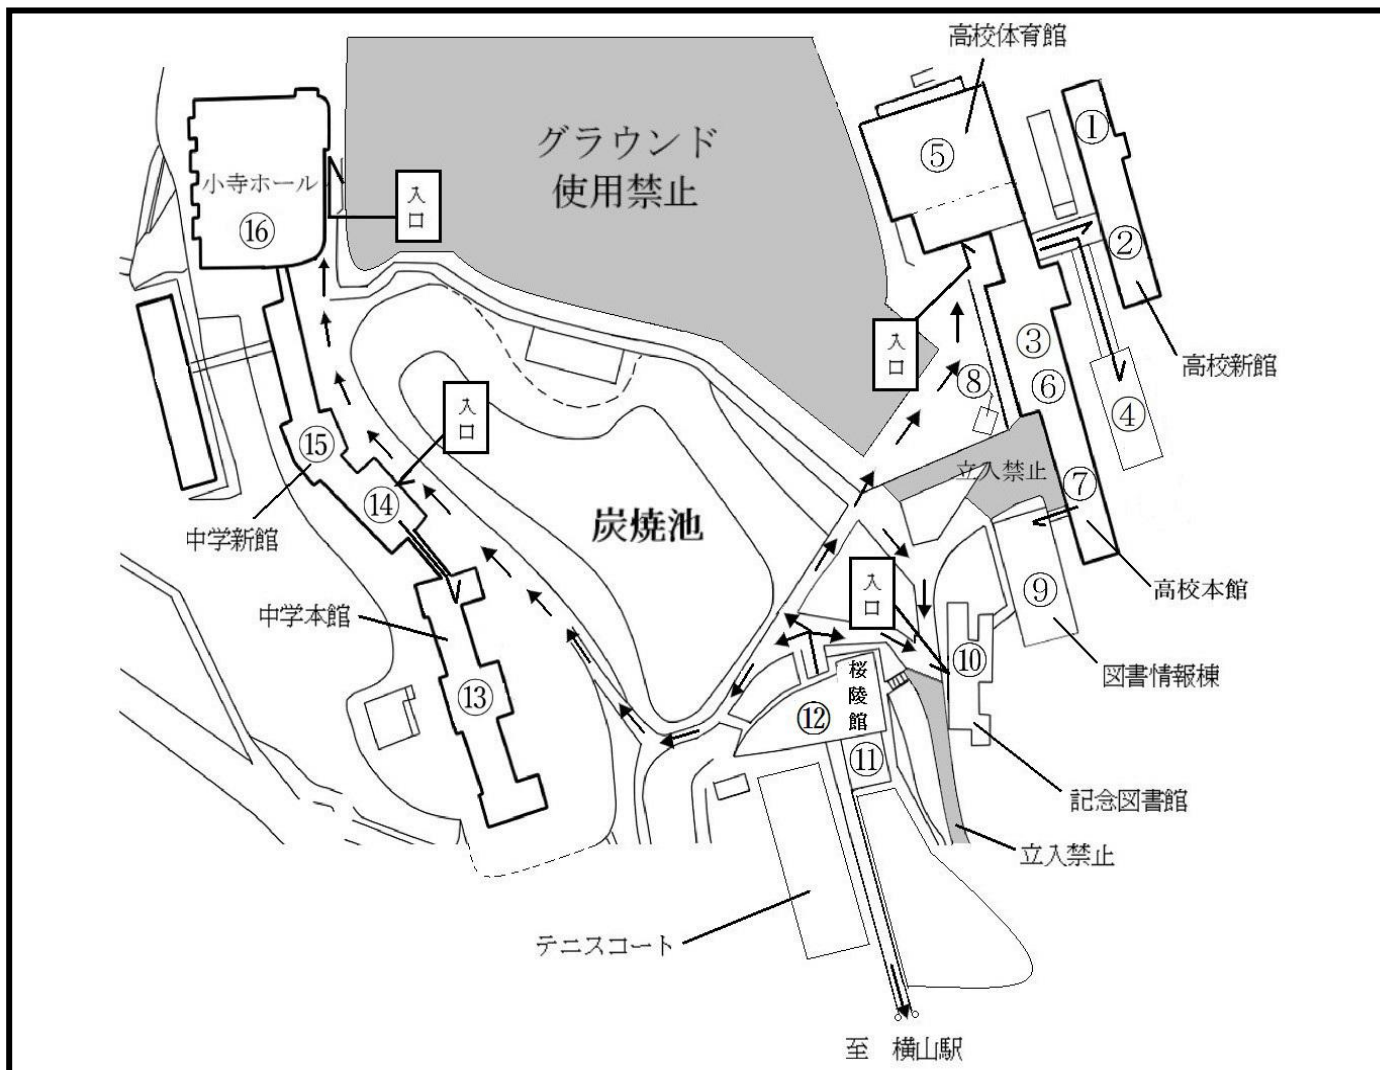 高校体育館
グラウンド
使用禁止
①
⑤
小寺ホール
入口
⑯
②
入口
③
⑧
⑥
高校新館
④
入口
⑮
⑭
立入禁止
⑦
炭焼池
中学新館
入口
⑨
高校本館
中学本館
⑩
桜陵館
図書情報棟
⑬
⑫
⑪
記念図書館
立入禁止
テニスコート
至 横山駅